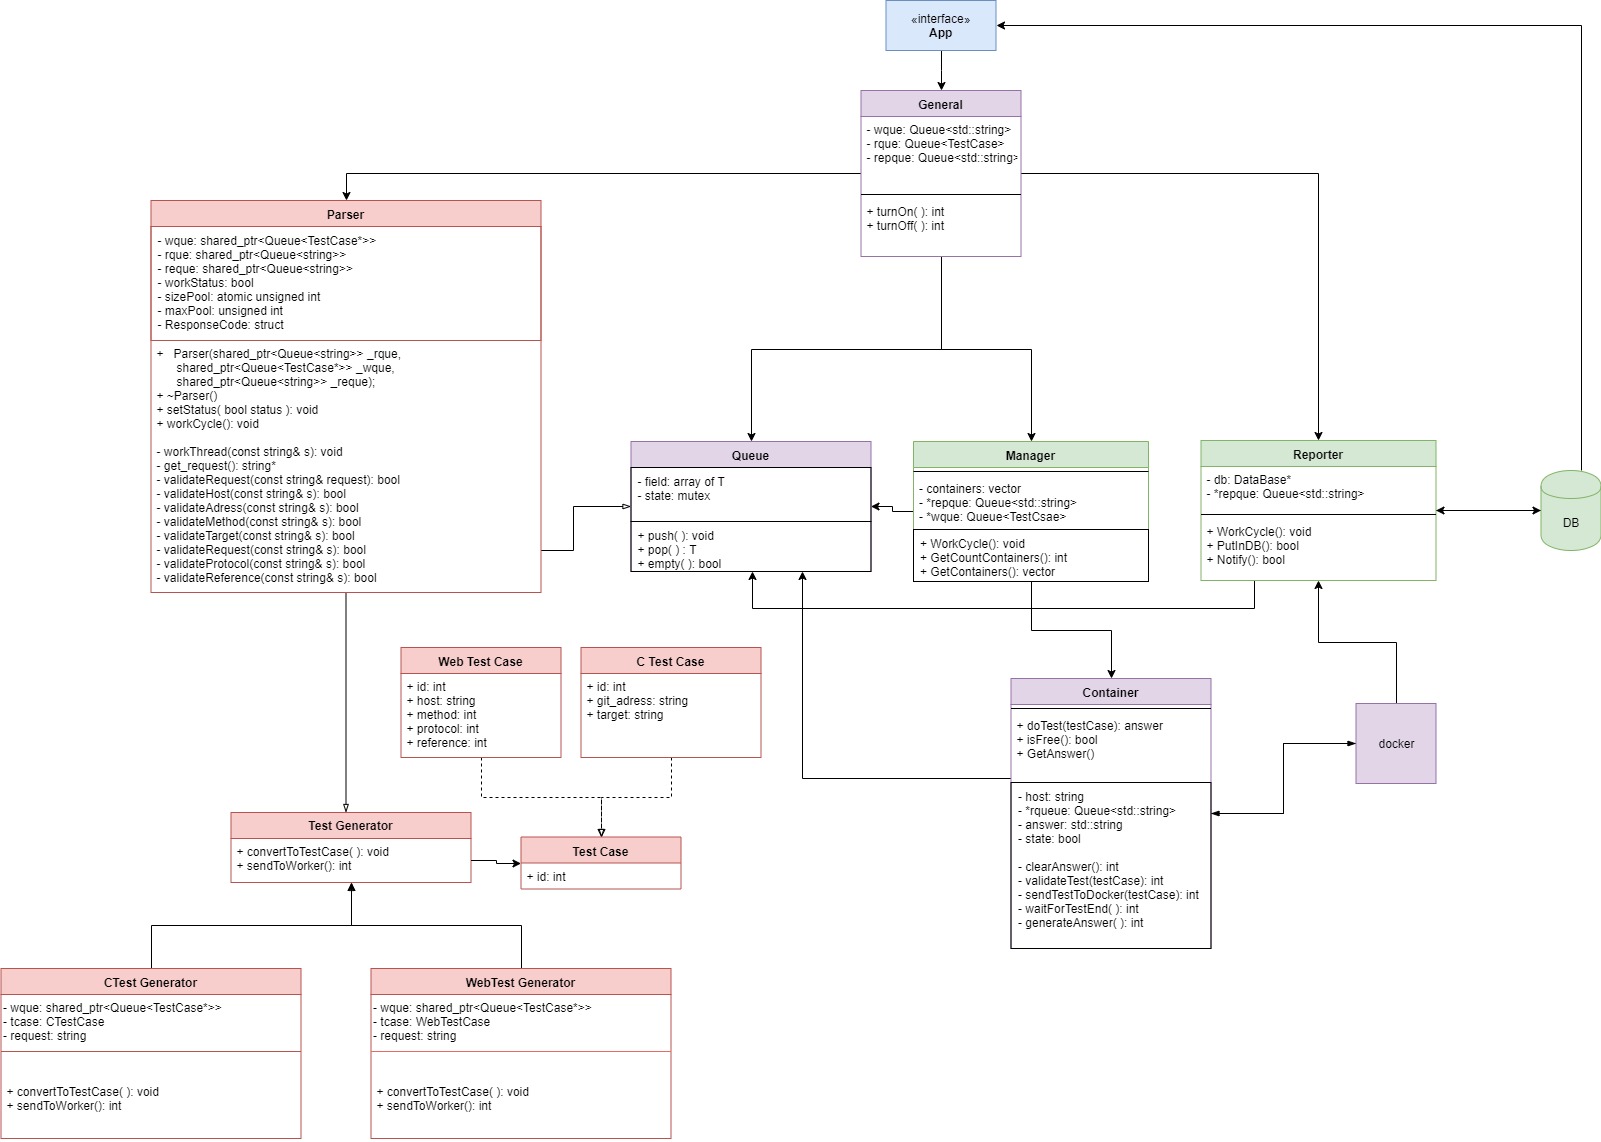 «interface»
App
General
- wque: Queue<std::string>
- rque: Queue<TestCase>
- repque: Queue<std::string>
+ turnOn( ): int
+ turnOff( ): int
Parser
- wque: shared_ptr<Queue<TestCase*>>
- rque: shared_ptr<Queue<string>>
- reque: shared_ptr<Queue<string>>
- workStatus: bool
- sizePool: atomic unsigned int
- maxPool: unsigned int
- ResponseCode: struct
+ Parser(shared_ptr<Queue<string>> _rque,
shared_ptr<Queue<TestCase*>> _wque,
shared_ptr<Queue<string>> _reque);
+ ~Parser()
+ setStatus( bool status ): void
+ workCycle(): void
- workThread(const string& s): void
- get_request(): string*
- validateRequest(const string& request): bool
- validateHost(const string& s): bool
- validateAdress(const string& s): bool
- validateMethod(const string& s): bool
- validateTarget(const string& s): bool
- validateRequest(const string& s): bool
- validateProtocol(const string& s): bool
- validateReference(const string& s): bool
Queue
- field: array of T
- state: mutex
+ push( ): void
+ pop( ) : T
+ empty( ): bool
Manager
- containers: vector
- *repque: Queue<std::string>
- *wque: Queue<TestCsae>
+ WorkCycle(): void
+ GetCountContainers(): int
+ GetContainers(): vector
Reporter
- db: DataBase*
- *repque: Queue<std::string>
+ WorkCycle(): void
+ PutInDB(): bool
+ Notify(): bool
DB
Web Test Case
+ id: int
+ host: string
+ method: int
+ protocol: int
+ reference: int
C Test Case
+ id: int
+ git_adress: string
+ target: string
Container
+ doTest(testCase): answer
+ isFree(): bool
+ GetAnswer()
- host: string
- *rqueue: Queue<std::string>
- answer: std::string
- state: bool
- clearAnswer(): int
- validateTest(testCase): int
- sendTestToDocker(testCase): int
- waitForTestEnd( ): int
- generateAnswer( ): int
docker
Test Generator
+ convertToTestCase( ): void
+ sendToWorker(): int
Test Case
+ id: int
CTest Generator
- wque: shared_ptr<Queue<TestCase*>>
- tcase: CTestCase
- request: string
+ convertToTestCase( ): void
+ sendToWorker(): int
WebTest Generator
- wque: shared_ptr<Queue<TestCase*>>
- tcase: WebTestCase
- request: string
+ convertToTestCase( ): void
+ sendToWorker(): int